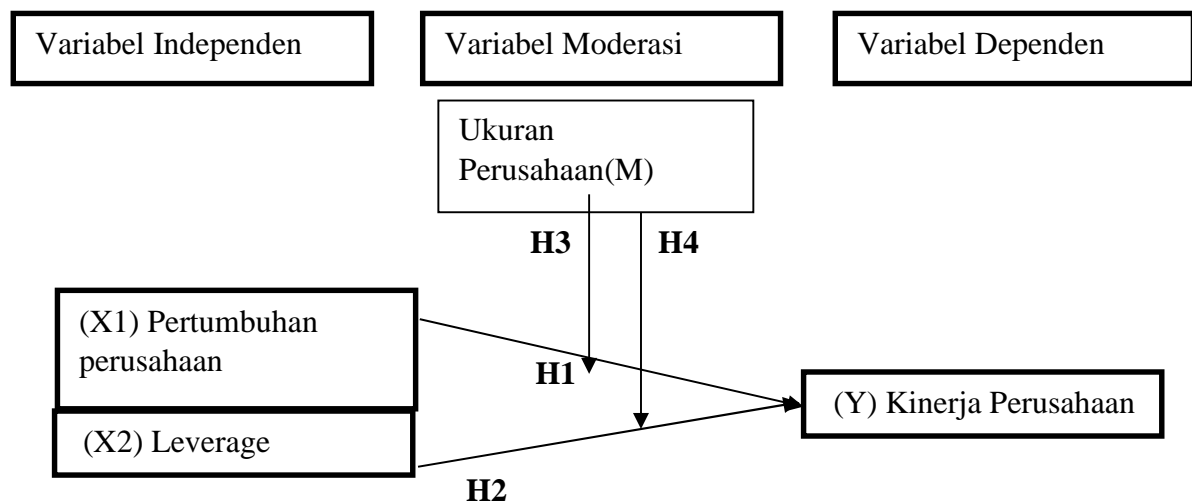 Variabel Independen
Variabel Moderasi
Variabel Dependen
Ukuran
Perusahaan(M)
H3
H4
(X1) Pertumbuhan
perusahaan
H1
(Y) Kinerja Perusahaan
(X2) Leverage
H2